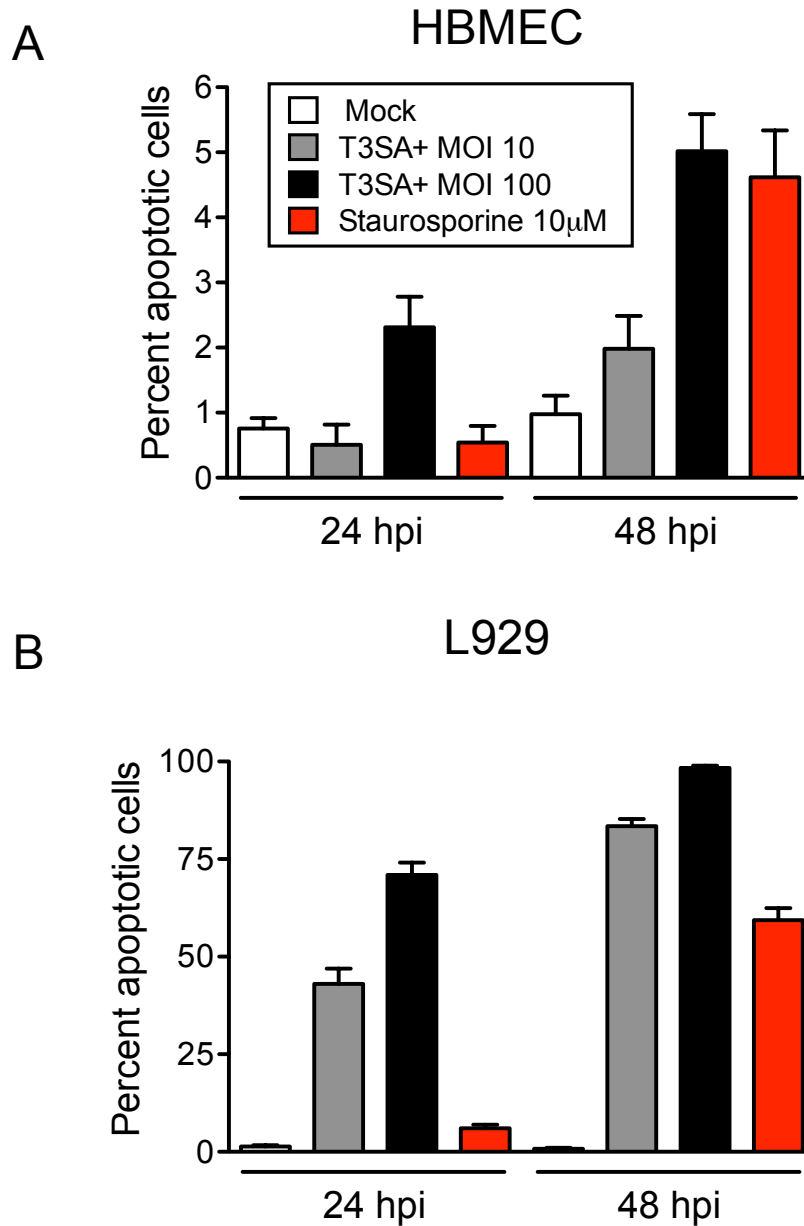 A
HBMEC
Percent apoptotic cells
6
5
4
3
2
1
0
Mock
T3SA+ MOI 10
T3SA+ MOI 100
Staurosporine 10μM
24 hpi
48 hpi
B
L929
Percent apoptotic cells
100
75
50
25
0
24 hpi
48 hpi